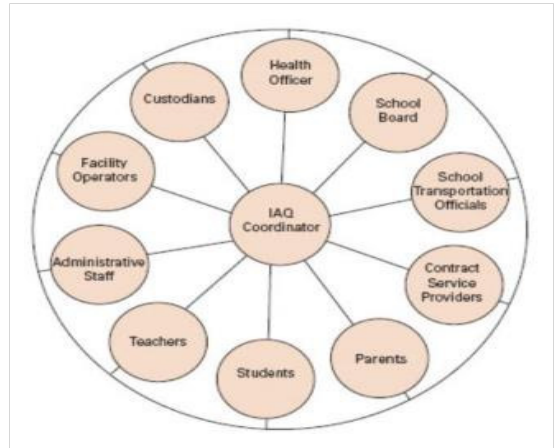 Health
Officer
School
Board
School
Transportation
Officials
Contract
Service
Providers
Parents
Students
Teachers
Administrative
Staff
Facility
Operators
Custodians
IAQ
Coordinator